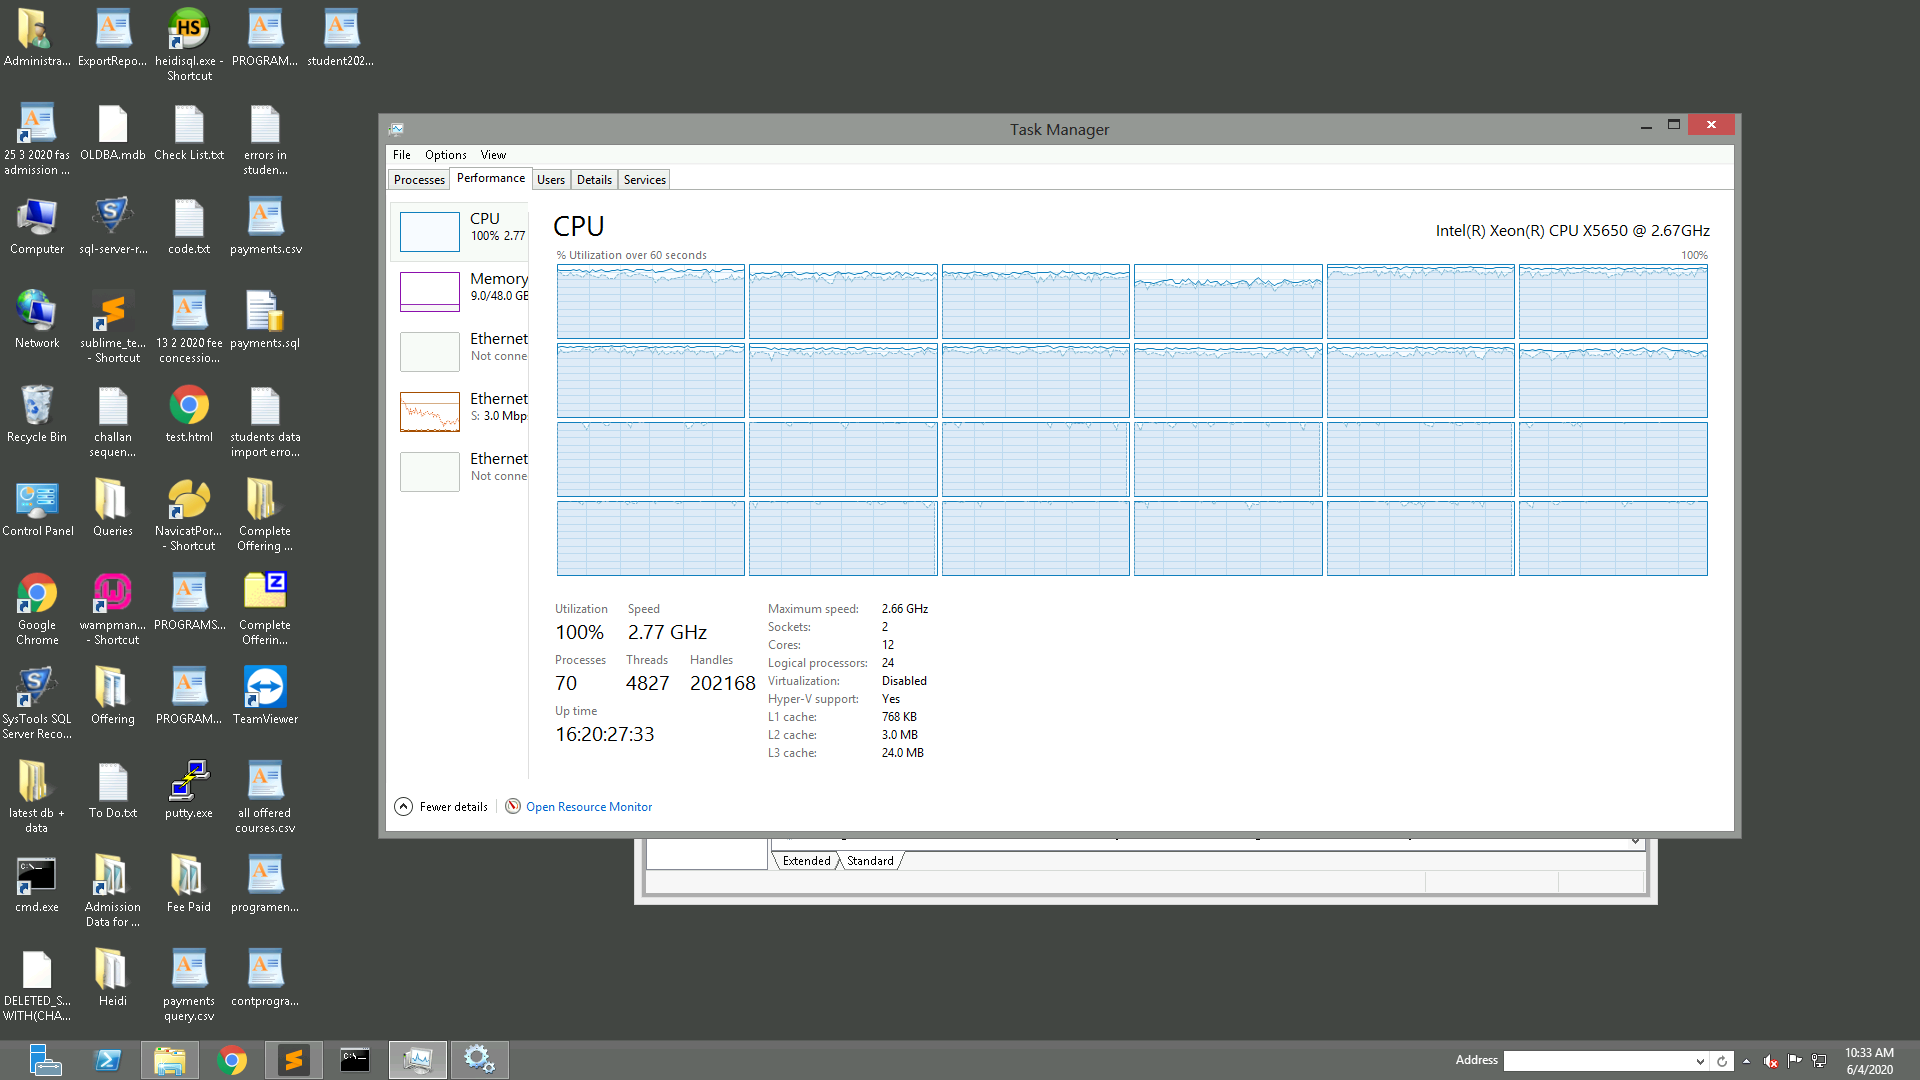 Administra...
ExportRepo...
heidisql.exe -
Shortcut
PROGRAM...
student202...
25 3 2020 fas
admission ...
OLDBA.mdb
Check List.txt
errors in
studen...
Computer
sql-server-r...
code.txt
payments.csv
Network
sublime_te...
- Shortcut
13 2 2020 fee
concessio...
payments.sql
Recycle Bin
challan
sequen...
test.html
students data
import erro...
Control Panel
Queries
NavicatPor...
- Shortcut
Complete
Offering ...
Google
Chrome
wampman...
- Shortcut
PROGRAMS...
Complete
Offerin...
SysTools SQL
Server Reco...
Offering
PROGRAM...
TeamViewer
latest db +
data
To Do.txt
putty.exe
all offered
courses.csv
cmd.exe
Admission
Data for ...
Fee Paid
programen...
DELETED_S...
WITH(CHA...
Heidi
payments
query.csv
contprogra...
Task Manager
File Options View
Processes Performance Users Details Services
CPU
100% 2.77
Memory
9.0/48.0 GB
Ethernet
Not conne
Ethernet
S: 3.0 Mbp
Ethernet
Not conne
CPU
Intel(R) Xeon(R) CPU X5650 @ 2.67GHz
% Utilization over 60 seconds
100%
Utilization Speed
100% 2.77 GHz
Processes Threads Handles
70 4827 202168
Up time
16:20:27:33
Maximum speed: 2.66 GHz
Sockets: 2
Cores: 12
Logical processors: 24
Virtualization: Disabled
Hyper-V support: Yes
L1 cache: 768 KB
L2 cache: 3.0 MB
L3 cache: 24.0 MB
Fewer details
Open Resource Monitor
Extended Standard
Address
10:33 AM
6/4/2020